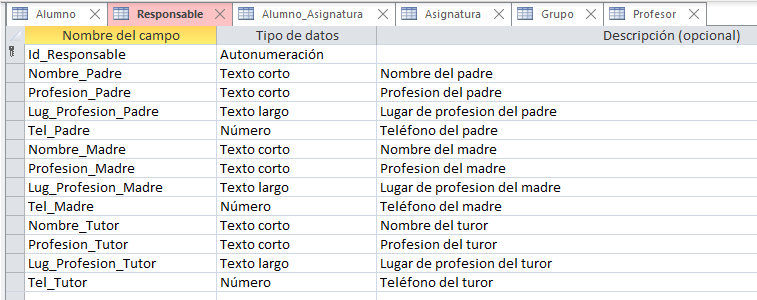 Alumno Responsable Alumno_Asignatura Asignatura Grupo Profesor
Nombre del campo Tipo de datos Descripción (opcional)
Id_Responsable Autonumeración
Nombre_Padre Texto corto Nombre del padre
Profesion_Padre Texto corto Profesion del padre
Lug_Profesion_Padre Texto largo Lugar de profesion del padre
Tel_Padre Número Teléfono del padre
Nombre_Madre Texto corto Nombre del madre
Profesion_Madre Texto corto Profesion del madre
Lug_Profesion_Madre Texto largo Lugar de profesion del madre
Tel_Madre Número Teléfono del madre
Nombre_Tutor Texto corto Nombre del turor
Profesion_Tutor Texto corto Profesion del turor
Lug_Profesion_Tutor Texto largo Lugar de profesion del turor
Tel_Tutor Número Teléfono del turor